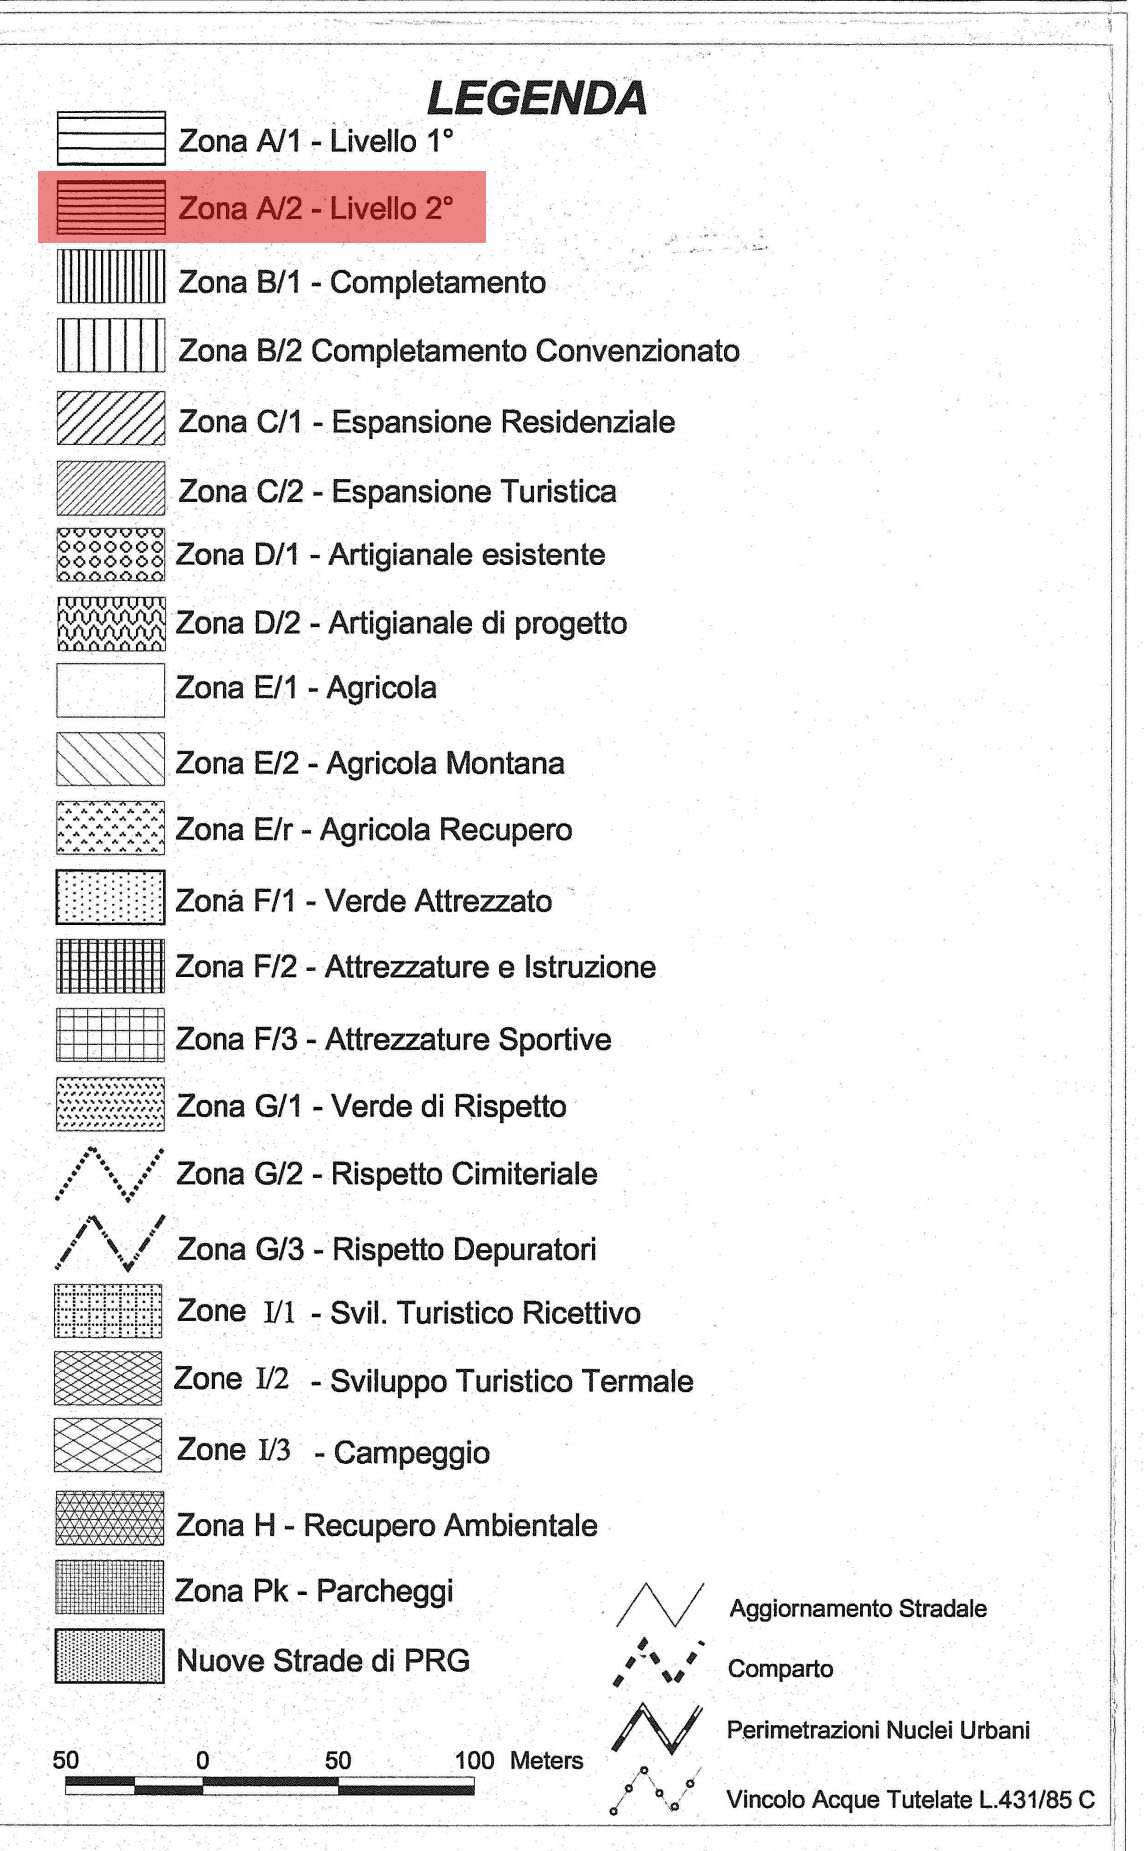 LEGENDA
Zona A/1 - Livello 1°
Zona A/2 - Livello 2°
Zona B/1 - Completamento
Zona B/2 Completamento Convenzionato
Zona C/1 - Espansione Residenziale
Zona C/2 - Espansione Turistica
Zona D/1 - Artigianale esistente
Zona D/2 - Artigianale di progetto
Zona E/1 - Agricola
Zona E/2 - Agricola Montana
Zona E/r - Agricola Recupero
Zona F/1 - Verde Attrezzato
Zona F/2 - Attrezzature e Istruzione
Zona F/3 - Attrezzature Sportive
Zona G/1 - Verde di Rispetto
Zona G/2 - Rispetto Cimiteriale
Zona G/3 - Rispetto Depuratori
Zone I/1 - Svil. Turistico Ricettivo
Zone I/2 - Sviluppo Turistico Termale
Zone I/3 - Campeggio
Zona H - Recupero Ambientale
Zona Pk - Parcheggi
Nuove Strade di PRG
Aggiornamento Stradale
Comparto
Perimetrazioni Nuclei Urbani
Vincolo Acque Tutelate L.431/85 C
50 0 50 100 Meters